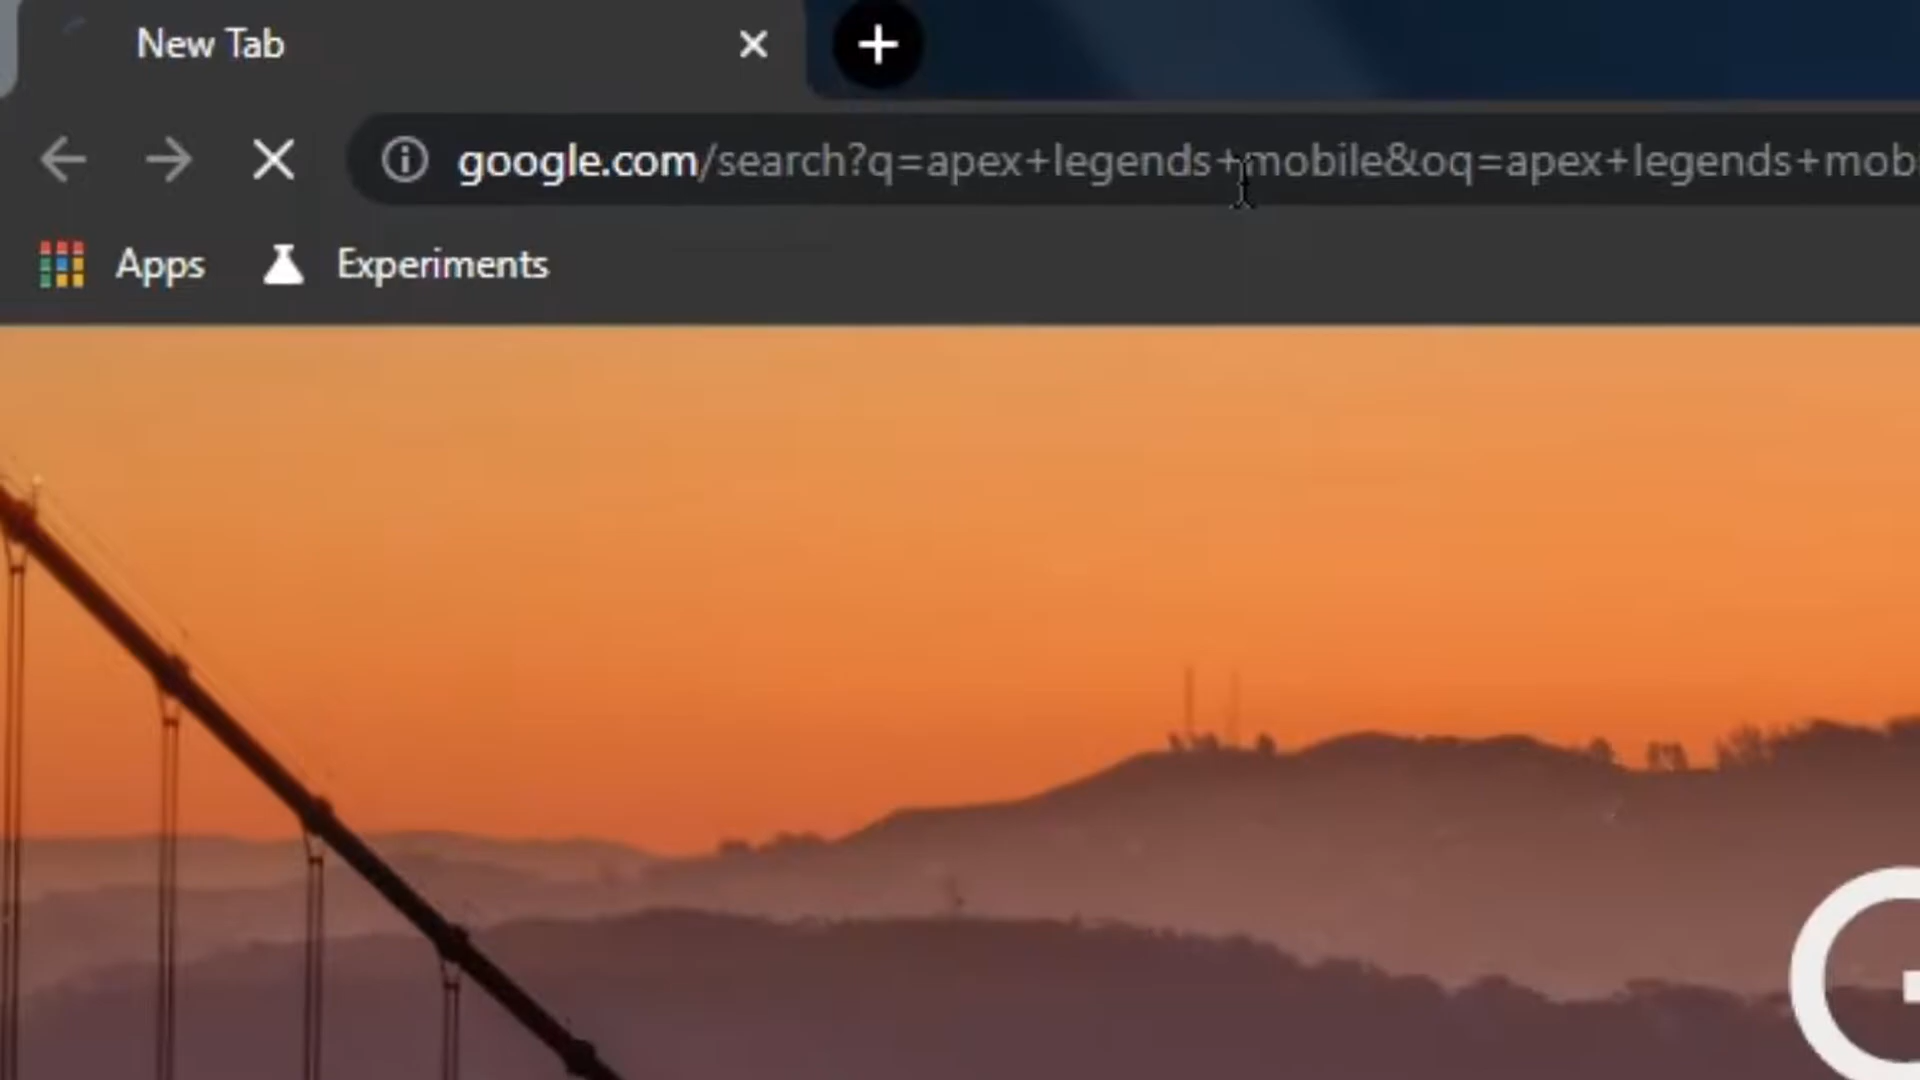 New Tab
google.com/search?q=apex+legends+mobile&oq=apex+legends+mob
Apps
Experiments
G